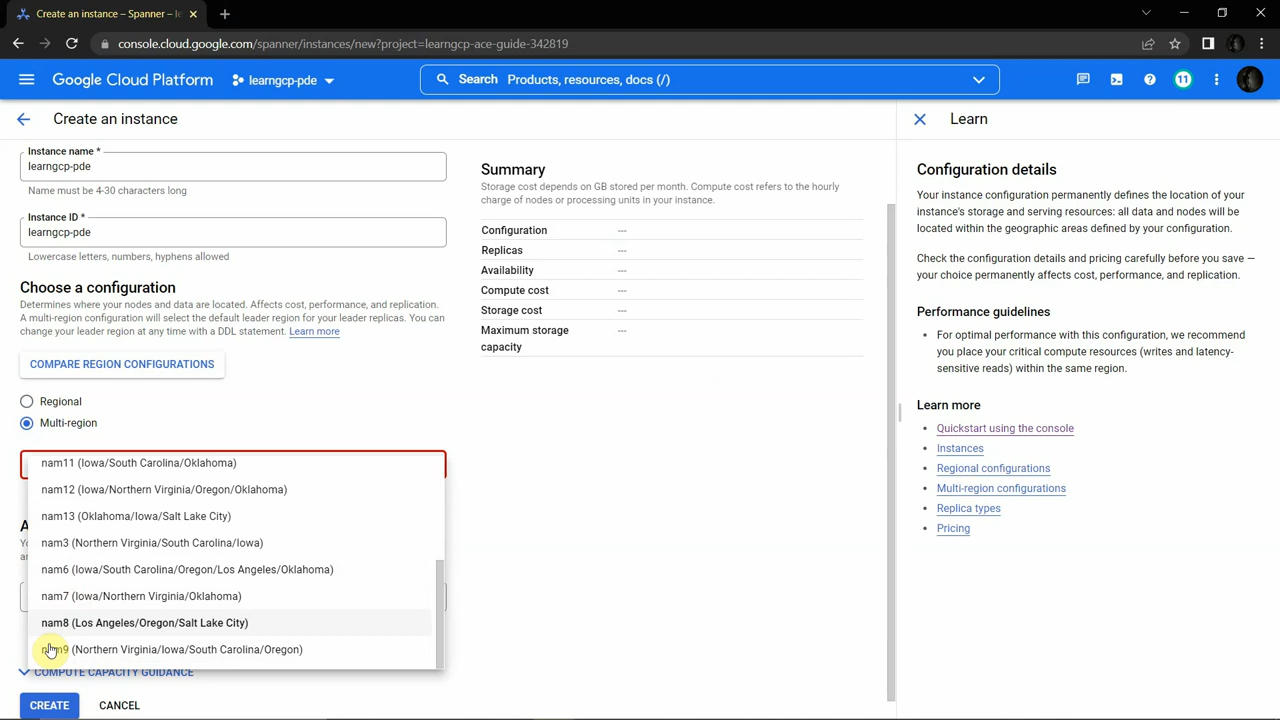 Create an instance – Spanner – le
console.cloud.google.com/spanner/instances/new?project=learngcp-ace-guide-342819
Google Cloud Platform
learngcp-pde
Search Products, resources, docs (/)
11
Create an instance
Instance name *
learngcp-pde
Name must be 4-30 characters long
Instance ID *
learngcp-pde
Lowercase letters, numbers, hyphens allowed
Choose a configuration
Determines where your nodes and data are located. Affects cost, performance, and replication.
A multi-region configuration will select the default leader region for your leader replicas. You can
change your leader region at any time with a DDL statement. Learn more
COMPARE REGION CONFIGURATIONS
Regional
Multi-region
nam11 (Iowa/South Carolina/Oklahoma)
nam12 (Iowa/Northern Virginia/Oregon/Oklahoma)
nam13 (Oklahoma/Iowa/Salt Lake City)
nam3 (Northern Virginia/South Carolina/Iowa)
nam6 (Iowa/South Carolina/Oregon/Los Angeles/Oklahoma)
nam7 (Iowa/Northern Virginia/Oklahoma)
nam8 (Los Angeles/Oregon/Salt Lake City)
nam9 (Northern Virginia/Iowa/South Carolina/Oregon)
COMPUTE CAPACITY GUIDANCE
CREATE
CANCEL
Summary
Storage cost depends on GB stored per month. Compute cost refers to the hourly
charge of nodes or processing units in your instance.
Configuration ---
Replicas ---
Availability ---
Compute cost ---
Storage cost ---
Maximum storage ---
capacity
Learn
Configuration details
Your instance configuration permanently defines the location of your
instance's storage and serving resources: all data and nodes will be
located within the geographic areas defined by your configuration.
Check the configuration details and pricing carefully before you save —
your choice permanently affects cost, performance, and replication.
Performance guidelines
• For optimal performance with this configuration, we recommend
you place your critical compute resources (writes and latency-
sensitive reads) within the same region.
Learn more
• Quickstart using the console
• Instances
• Regional configurations
• Multi-region configurations
• Replica types
• Pricing